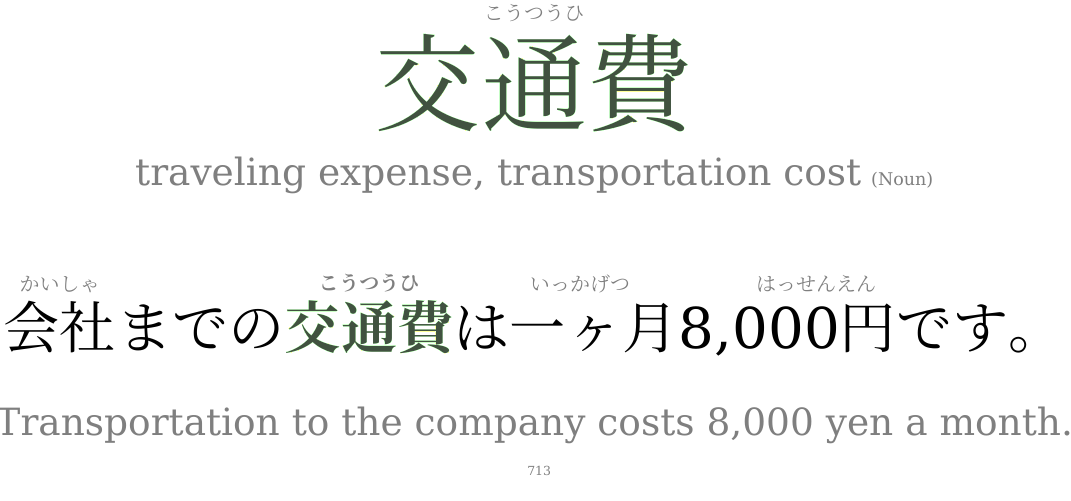 こうつうひ
交通費
traveling expense, transportation cost (Noun)
かいしゃ こうつうひ いっかげつ はっせんえん
会社までの交通費は一ヶ月8,000円です。
Transportation to the company costs 8,000 yen a month.
713